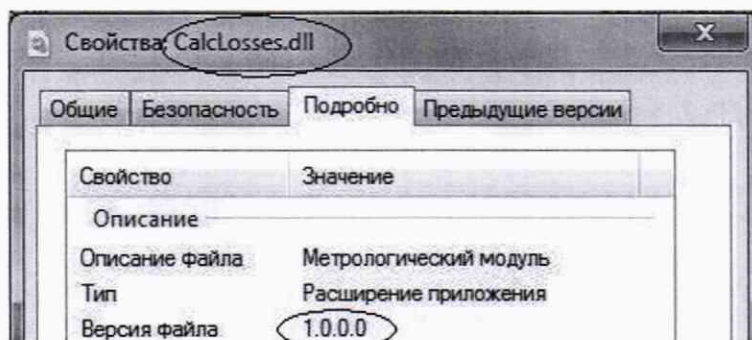 Свойства: CalcLosses.dll
Общие Безопасность Подробно Предыдущие версии
Свойство Значение
Описание
Описание файла Метрологический модуль
Тип Расширение приложения
Версия файла 1.0.0.0